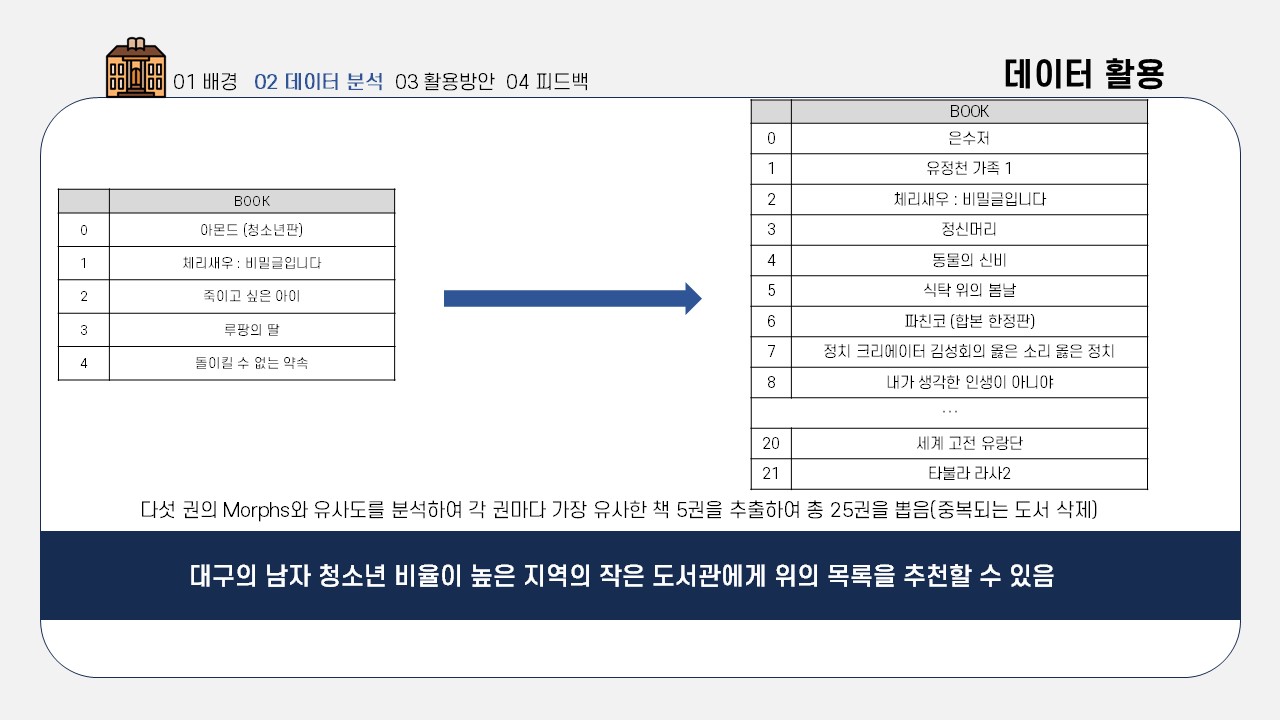 01 배경 02 데이터 분석 03 활용방안 04 피드백
데이터 활용
BOOK
0 아몬드 (청소년판)
1 체리새우 : 비밀글입니다
2 죽이고 싶은 아이
3 루팡의 딸
4 돌이킬 수 없는 약속
BOOK
0 은수저
1 유정천 가족 1
2 체리새우 : 비밀글입니다
3 정신머리
4 동물의 신비
5 식탁 위의 봄날
6 파친코 (합본 한정판)
7 정치 크리에이터 김성회의 옳은 소리 옳은 정치
8 내가 생각한 인생이 아니야
...
20 세계 고전 유랑단
21 타불라 라사2
다섯 권의 Morphs와 유사도를 분석하여 각 권마다 가장 유사한 책 5권을 추출하여 총 25권을 뽑음(중복되는 도서 삭제)
대구의 남자 청소년 비율이 높은 지역의 작은 도서관에게 위의 목록을 추천할 수 있음